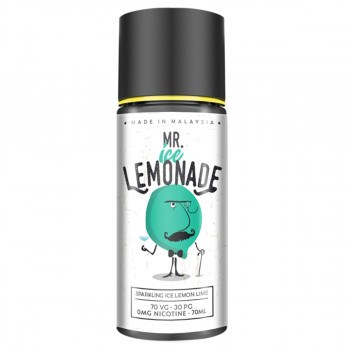 MADE IN MALAYSIA
MR.
ice
LEMONADE
SPARKLING ICE LEMON LIME
70 VG - 30 PG
0MG NICOTINE - 70ML